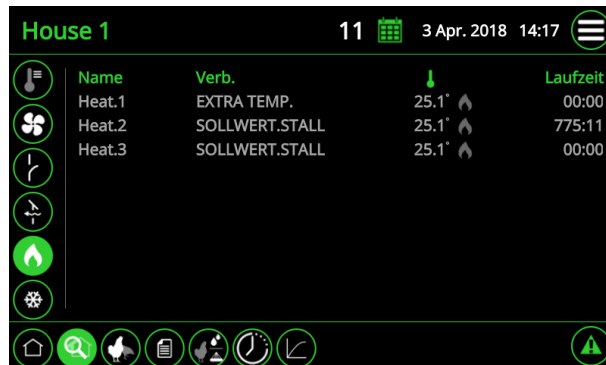 House 1 11 3 Apr. 2018 14:17
Name Verb. Laufzeit
Heat.1 EXTRA TEMP. 25.1° 00:00
Heat.2 SOLLWERT.STALL 25.1° 775:11
Heat.3 SOLLWERT.STALL 25.1° 00:00
A